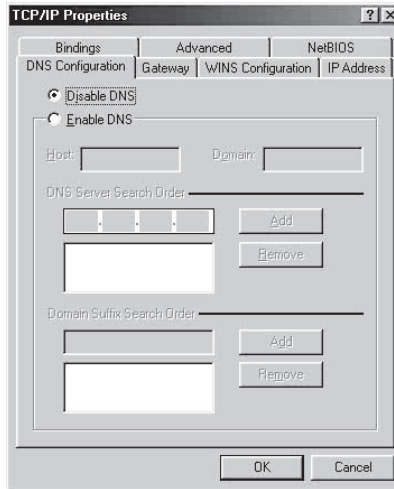 TCP/IP Properties
Bindings Advanced NetBIOS
DNS Configuration Gateway WINS Configuration IP Address
Disable DNS
Enable DNS
Host: Domain:
DNS Server Search Order
Add
Remove
Domain Suffix Search Order
Add
Remove
OK Cancel